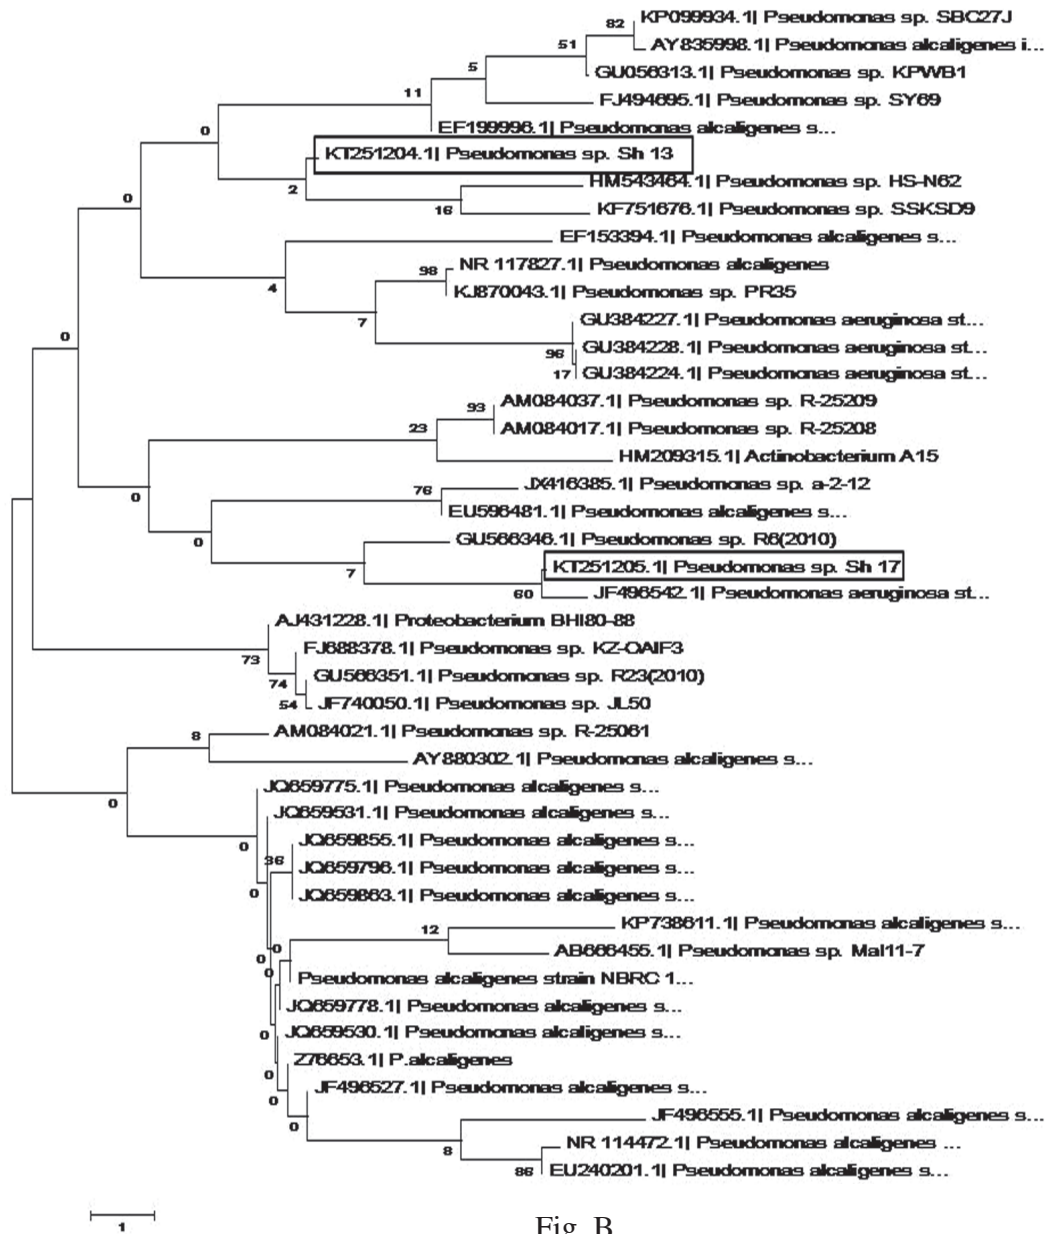 KP099934.1| Pseudomonas sp. SBC27J
82
AY835998.1| Pseudomonas alcaligenes i...
51
GU056313.1| Pseudomonas sp. KPWB1
5
FJ494695.1| Pseudomonas sp. SY69
11
EF199996.1| Pseudomonas alcaligenes s...
0
KT251204.1| Pseudomonas sp. Sh 13
HM543464.1| Pseudomonas sp. HS-N62
2
16
KF751676.1| Pseudomonas sp. SSKSD9
0
EF153394.1| Pseudomonas alcaligenes s...
NR 117827.1| Pseudomonas alcaligenes
98
4
KJ870043.1| Pseudomonas sp. PR35
7
GU384227.1| Pseudomonas aeruginosa st...
0
GU384228.1| Pseudomonas aeruginosa st...
96
17
GU384224.1| Pseudomonas aeruginosa st...
AM084037.1| Pseudomonas sp. R-25209
93
23
AM084017.1| Pseudomonas sp. R-25208
HM209315.1| Actinobacterium A15
JX416385.1| Pseudomonas sp. a-2-12
76
0
EU596481.1| Pseudomonas alcaligenes s...
0
GU566346.1| Pseudomonas sp. R6(2010)
7
KT251205.1| Pseudomonas sp. Sh 17
60
JF496542.1| Pseudomonas aeruginosa st...
AJ431228.1| Proteobacterium BHI80-88
FJ688378.1| Pseudomonas sp. KZ-OAIF3
73
GU566351.1| Pseudomonas sp. R23(2010)
74
54
JF740050.1| Pseudomonas sp. JL50
AM084021.1| Pseudomonas sp. R-25061
8
AY880302.1| Pseudomonas alcaligenes s...
0
JQ659775.1| Pseudomonas alcaligenes s...
JQ659531.1| Pseudomonas alcaligenes s...
JQ659855.1| Pseudomonas alcaligenes s...
0
36
JQ659796.1| Pseudomonas alcaligenes s...
0
JQ659863.1| Pseudomonas alcaligenes s...
KP738611.1| Pseudomonas alcaligenes s...
12
0
AB666455.1| Pseudomonas sp. Mal11-7
0
0
Pseudomonas alcaligenes strain NBRC 1...
JQ659778.1| Pseudomonas alcaligenes s...
0
JQ659530.1| Pseudomonas alcaligenes s...
Z76653.1| P.alcaligenes
0
JF496527.1| Pseudomonas alcaligenes s...
0
0
JF496555.1| Pseudomonas alcaligenes s...
8
NR 114472.1| Pseudomonas alcaligenes ...
86
EU240201.1| Pseudomonas alcaligenes s...
1
Fig. B